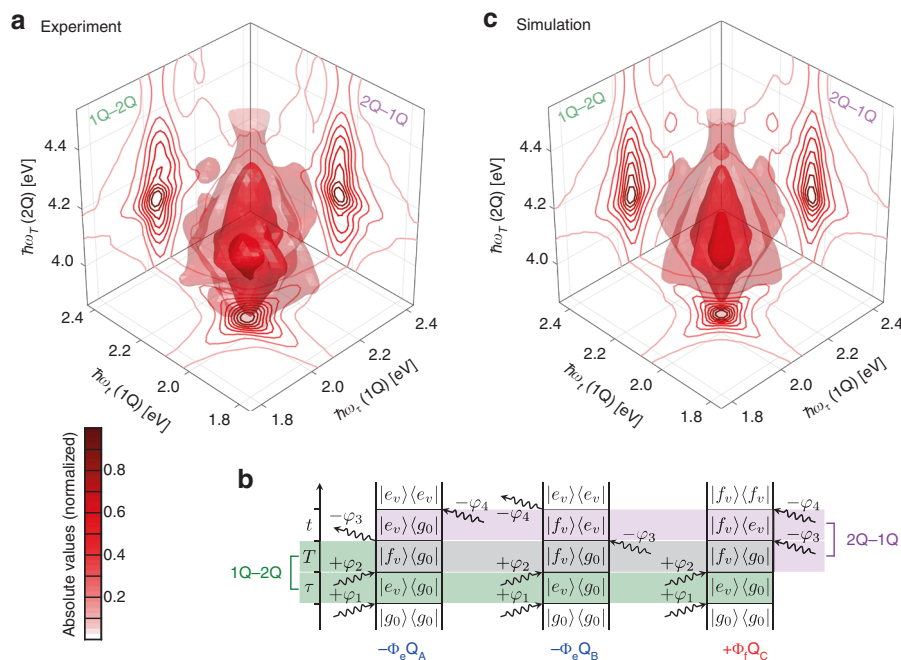 a Experiment
c Simulation
1Q–2Q
2Q–1Q
1Q–2Q
2Q–1Q
ℏω_T (2Q) [eV]
4.4
4.2
4.0
2.4
2.2
2.0
1.8
ℏω_t (1Q) [eV]
1.8
2.0
2.2
2.4
ℏω_τ (1Q) [eV]
ℏω_T (2Q) [eV]
4.4
4.2
4.0
2.4
2.2
2.0
1.8
ℏω_t (1Q) [eV]
1.8
2.0
2.2
2.4
ℏω_τ (1Q) [eV]
Absolute values (normalized)
0.8
0.6
0.4
0.2
b
|e_v⟩⟨e_v| |e_v⟩⟨e_v| |f_v⟩⟨f_v|
t −φ_3 |e_v⟩⟨g_0| −φ_4 −φ_4 |f_v⟩⟨e_v| −φ_3 |f_v⟩⟨e_v| −φ_4
−φ_3
2Q–1Q
1Q–2Q
T +φ_2 |f_v⟩⟨g_0| +φ_2 |f_v⟩⟨g_0| +φ_2 |f_v⟩⟨g_0|
τ +φ_1 |e_v⟩⟨g_0| +φ_1 |e_v⟩⟨g_0| +φ_1 |e_v⟩⟨g_0|
|g_0⟩⟨g_0| |g_0⟩⟨g_0| |g_0⟩⟨g_0|
−Φ_eQ_A −Φ_eQ_B +Φ_fQ_C